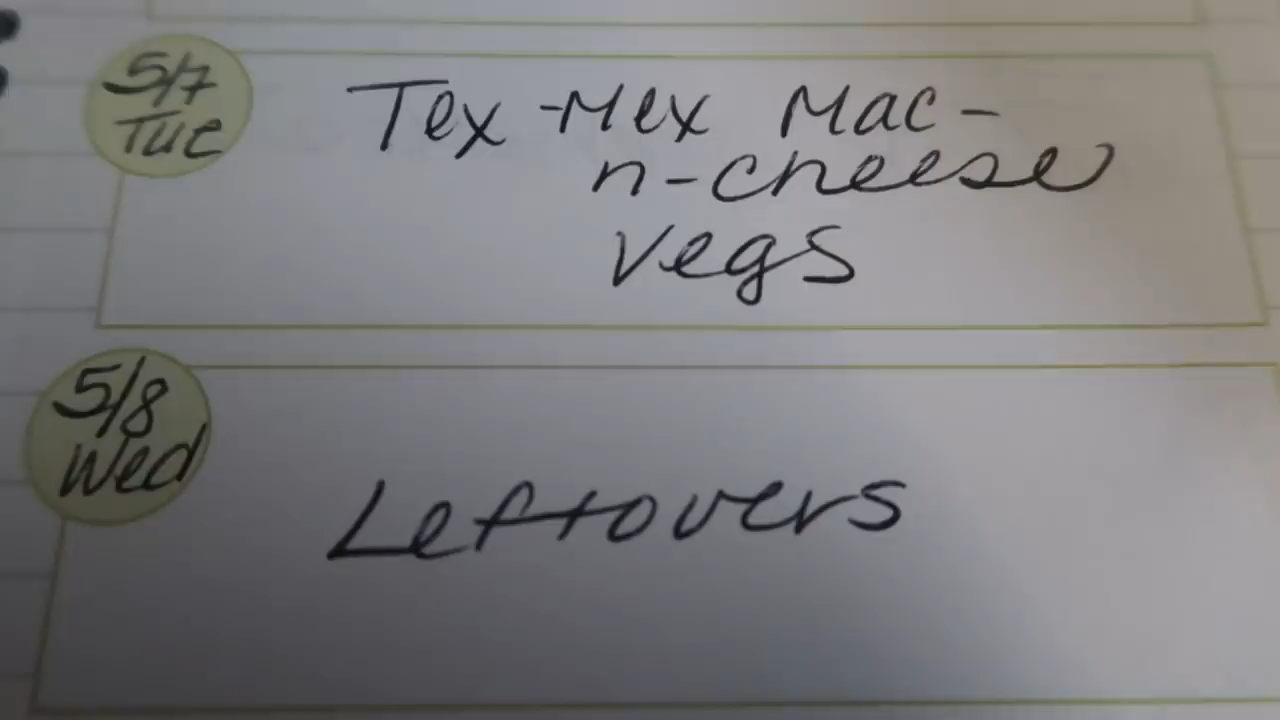 5/7
Tue
Tex-Mex Mac-
n-cheese
vegs
5/8
Wed
Leftovers